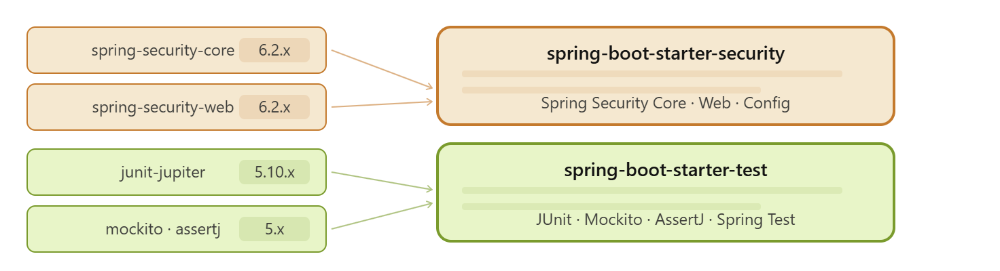 spring-security-core 6.2.x
spring-security-web 6.2.x
spring-boot-starter-security
Spring Security Core · Web · Config
junit-jupiter 5.10.x
mockito · assertj 5.x
spring-boot-starter-test
JUnit · Mockito · AssertJ · Spring Test